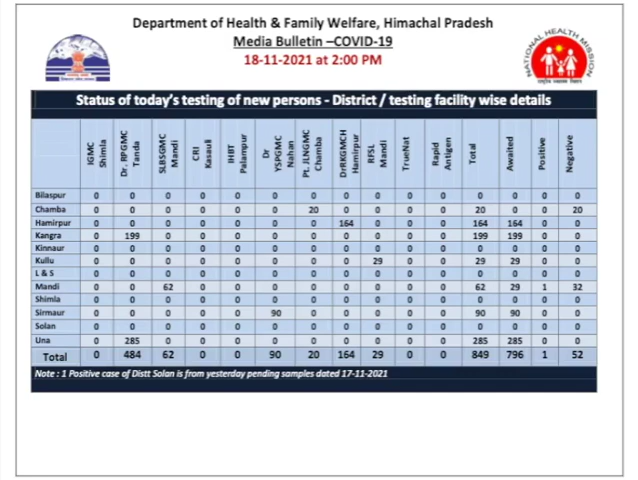 Department of Health & Family Welfare, Himachal Pradesh
Media Bulletin –COVID-19
18-11-2021 at 2:00 PM
NATIONAL HEALTH MISSION
Status of today's testing of new persons - District / testing facility wise details
IGMC Shimla Dr. RPGMC Tanda SLBSGMC Mandi CRI Kasauli IHBT Palampur Dr YSPGMC Nahan Pt. JLNGMC Chamba DrRKGMCH Hamirpur RFSL Mandi TrueNat Rapid Antigen Total Awaited Positive Negative
Bilaspur 0 0 0 0 0 0 0 0 0 0 0 0 0 0 0
Chamba 0 0 0 0 0 0 20 0 0 0 0 20 0 0 20
Hamirpur 0 0 0 0 0 0 0 164 0 0 0 164 164 0 0
Kangra 0 199 0 0 0 0 0 0 0 0 0 199 199 0 0
Kinnaur 0 0 0 0 0 0 0 0 0 0 0 0 0 0 0
Kullu 0 0 0 0 0 0 0 0 29 0 0 29 29 0 0
L & S 0 0 0 0 0 0 0 0 0 0 0 0 0 0 0
Mandi 0 0 62 0 0 0 0 0 0 0 0 62 29 1 32
Shimla 0 0 0 0 0 0 0 0 0 0 0 0 0 0 0
Sirmaur 0 0 0 0 0 90 0 0 0 0 0 90 90 0 0
Solan 0 0 0 0 0 0 0 0 0 0 0 0 0 0 0
Una 0 285 0 0 0 0 0 0 0 0 0 285 285 0 0
Total 0 484 62 0 0 90 20 164 29 0 0 849 796 1 52
Note : 1 Positive case of Distt Solan is from yesterday pending samples dated 17-11-2021